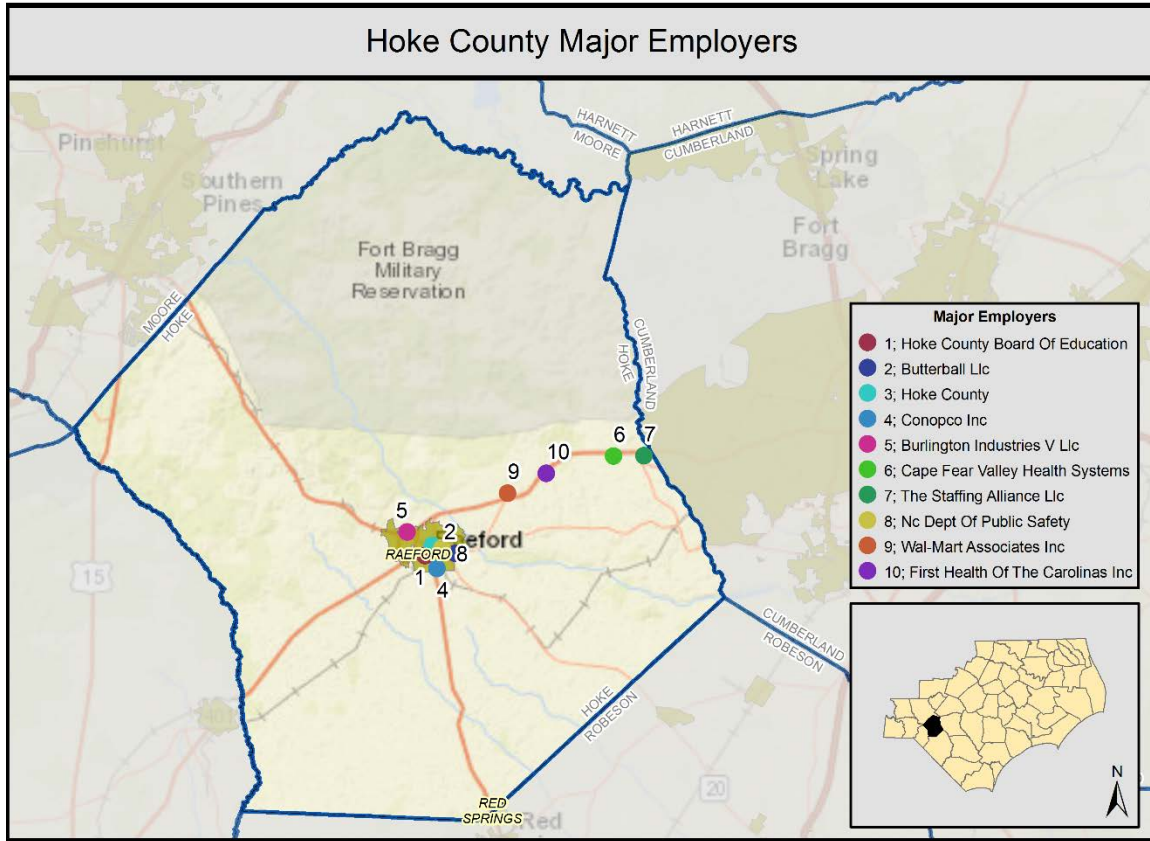 Hoke County Major Employers
HARNETT
MOORE
HARNETT
CUMBERLAND
Pinehurst
Southern
Pines
Spring
Lake
Fort
Bragg
Fort Bragg
Military
Reservation
MOORE
HOKE
CUMBERLAND
HOKE
Major Employers
1; Hoke County Board Of Education
2; Butterball Llc
3; Hoke County
4; Conopco Inc
5; Burlington Industries V Llc
6; Cape Fear Valley Health Systems
7; The Staffing Alliance Llc
8; Nc Dept Of Public Safety
9; Wal-Mart Associates Inc
10; First Health Of The Carolinas Inc
6
7
10
9
5
2
eford
RAEFORD
8
1
4
15
401
CUMBERLAND
ROBESON
HOKE
ROBESON
RED
SPRINGS
Red
20
N